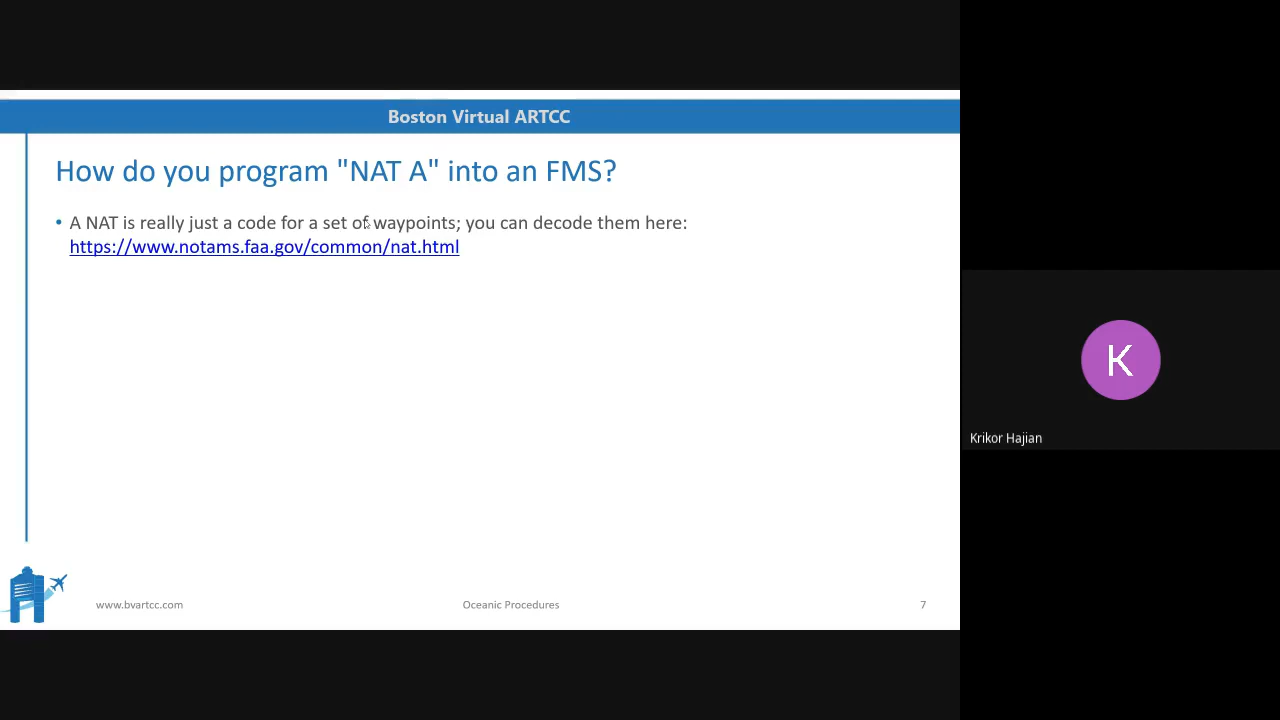 Boston Virtual ARTCC
How do you program "NAT A" into an FMS?
• A NAT is really just a code for a set of waypoints; you can decode them here:
https://www.notams.faa.gov/common/nat.html
K
Krikor Hajian
www.bvartcc.com
Oceanic Procedures
7